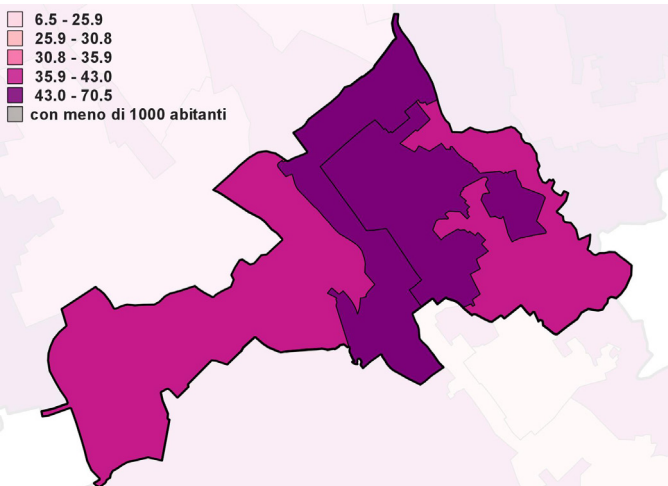 6.5 - 25.9
25.9 - 30.8
30.8 - 35.9
35.9 - 43.0
43.0 - 70.5
con meno di 1000 abitanti